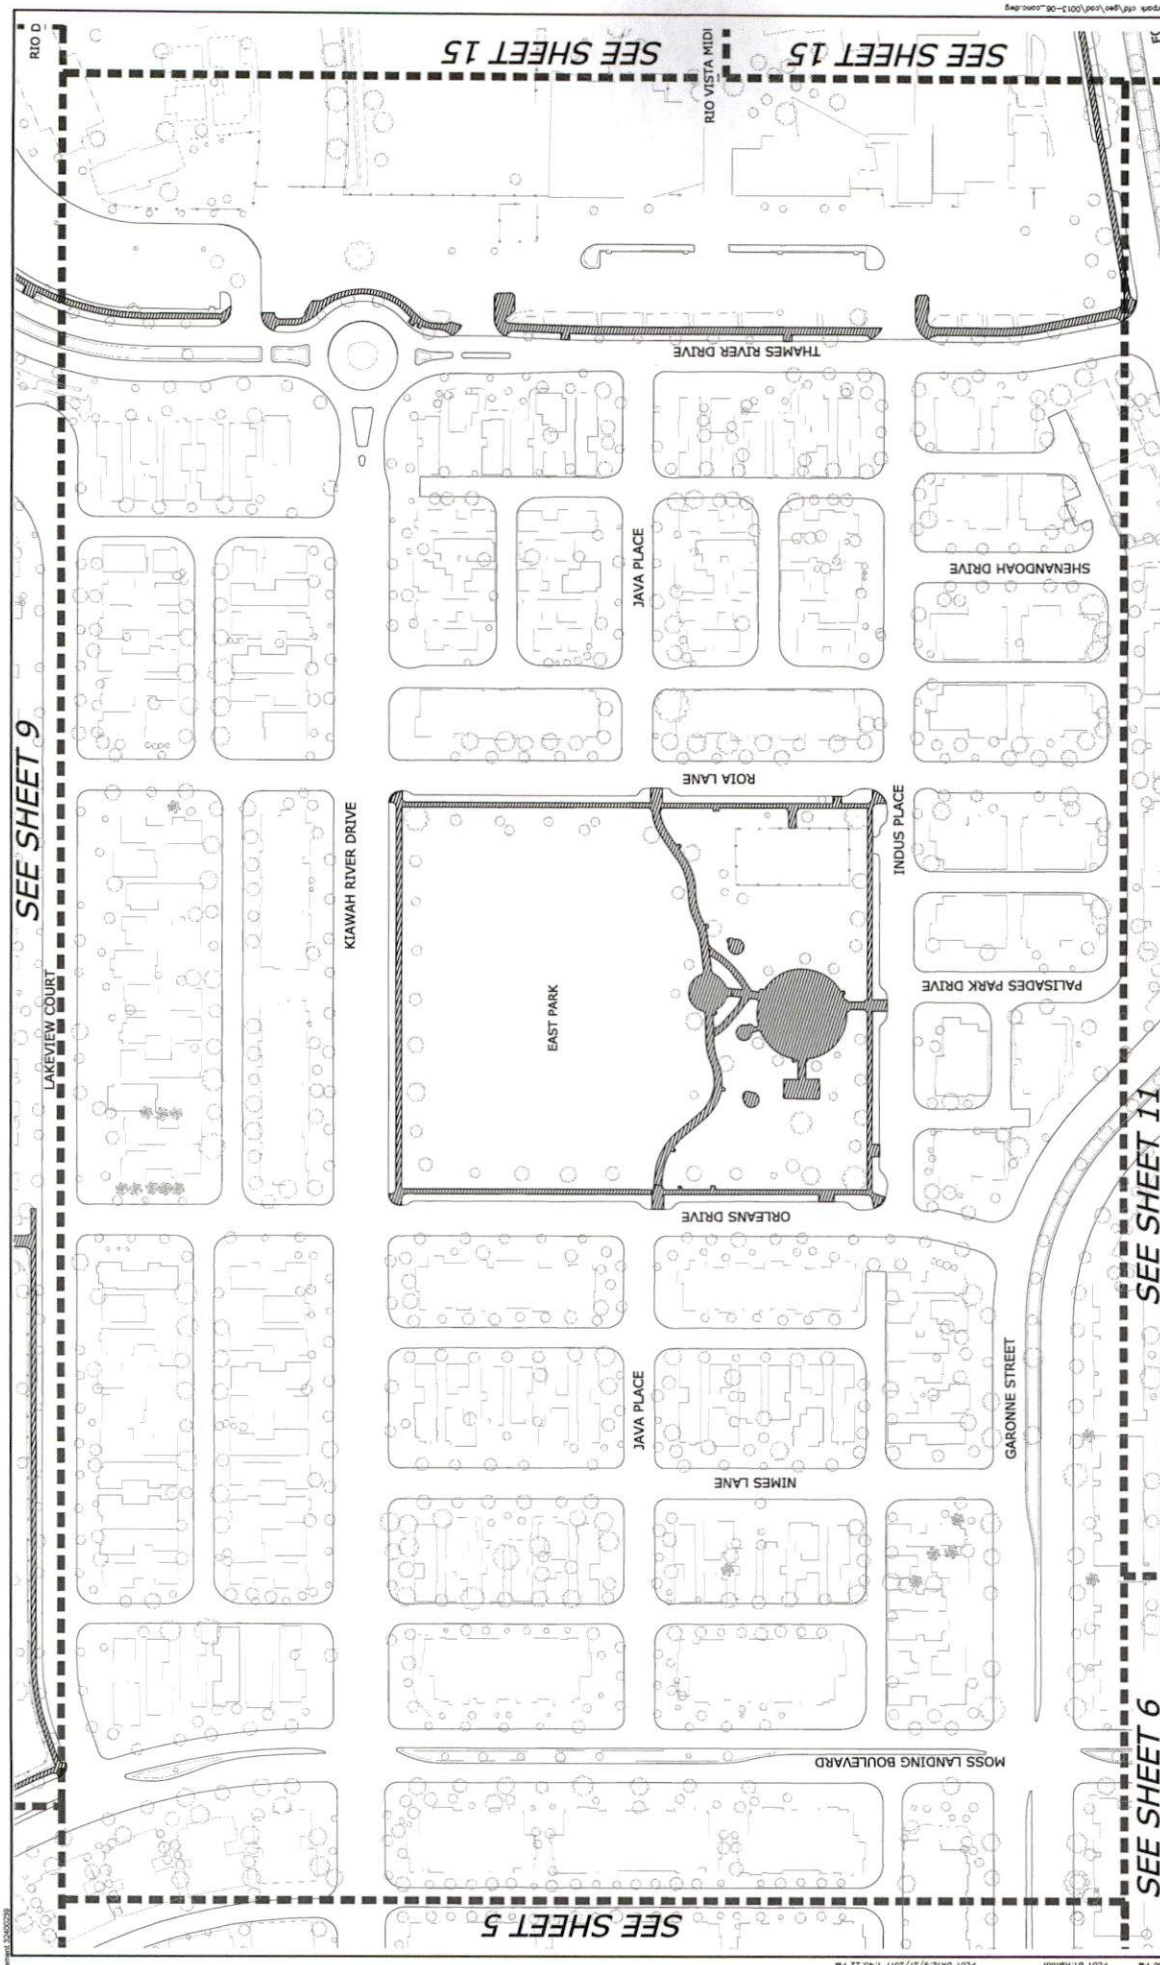 SEE SHEET 15
SEE SHEET 15
RIO D
RIO VISTA MIDI
THAMES RIVER DRIVE
JAVA PLACE
SHENANDOAH DRIVE
SEE SHEET 9
ROIA LANE
KIAWAH RIVER DRIVE
INDUS PLACE
LAKEVIEW COURT
EAST PARK
PALISADES PARK DRIVE
SEE SHEET 11
ORLEANS DRIVE
JAVA PLACE
GARONNE STREET
NIMES LANE
MOSS LANDING BOULEVARD
SEE SHEET 6
SEE SHEET 5